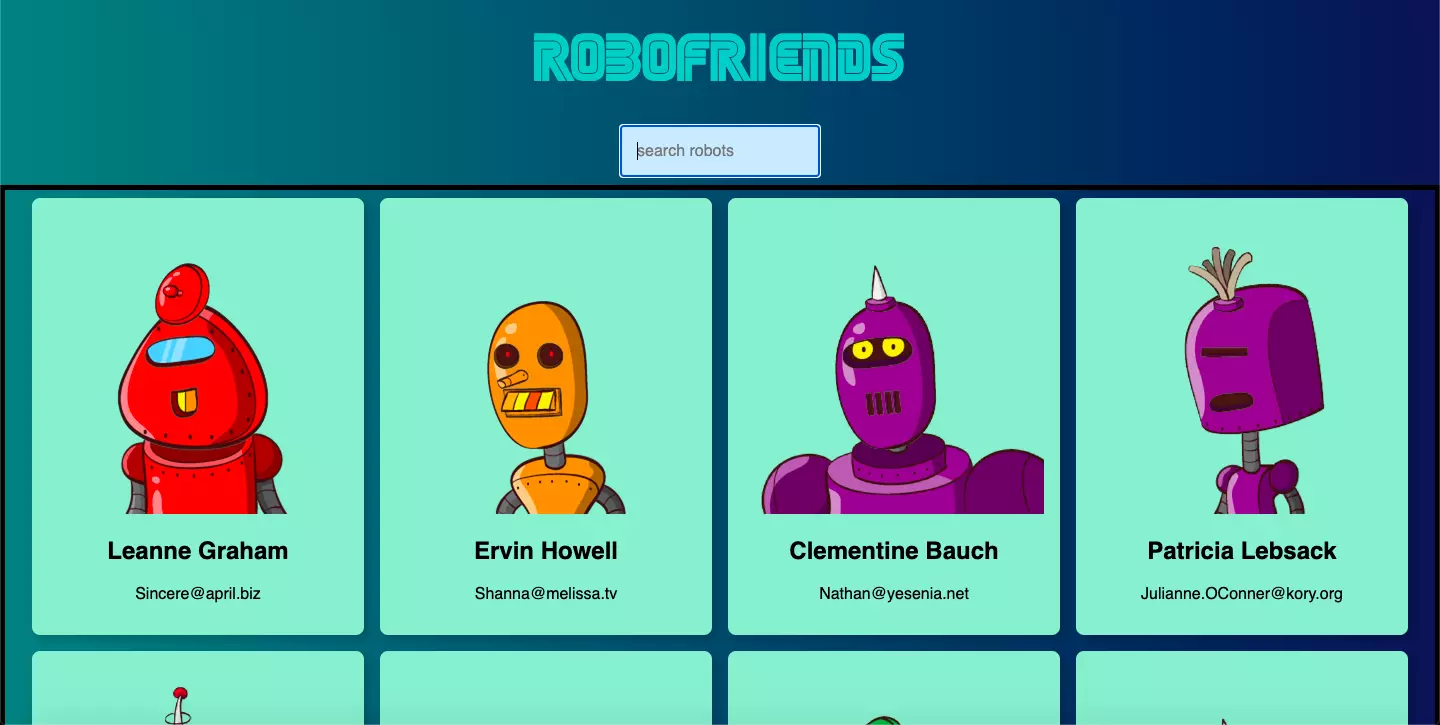 ROBOFRIENDS
search robots
Leanne Graham
Sincere@april.biz
Ervin Howell
Shanna@melissa.tv
Clementine Bauch
Nathan@yesenia.net
Patricia Lebsack
Julianne.OConner@kory.org